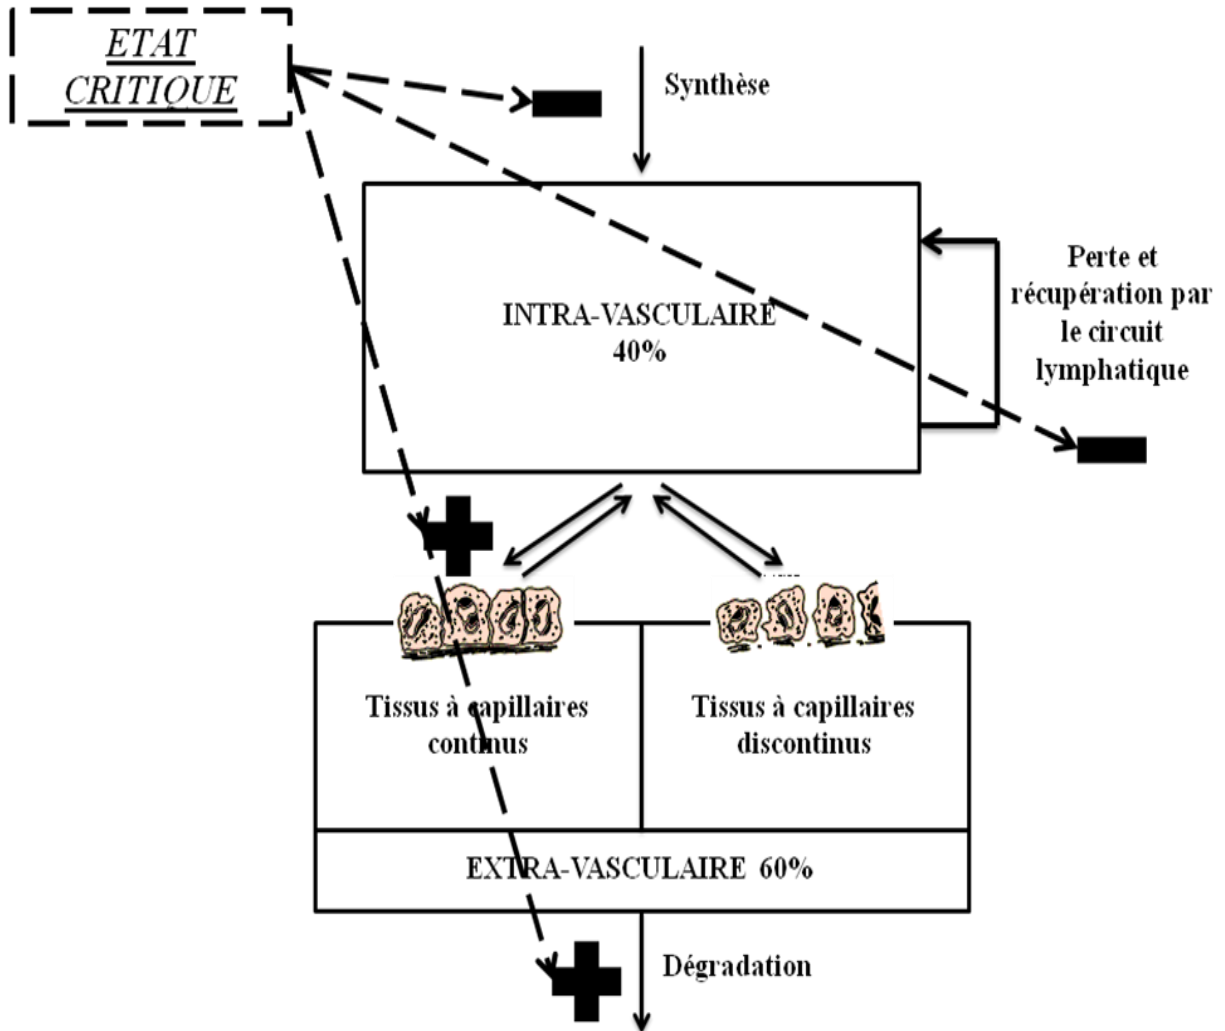 ETAT
CRITIQUE
Synthèse
INTRA-VASCULAIRE
40%
Perte et
récupération par
le circuit
lymphatique
Tissus à capillaires
continus
Tissus à capillaires
discontinus
EXTRA-VASCULAIRE 60%
Dégradation